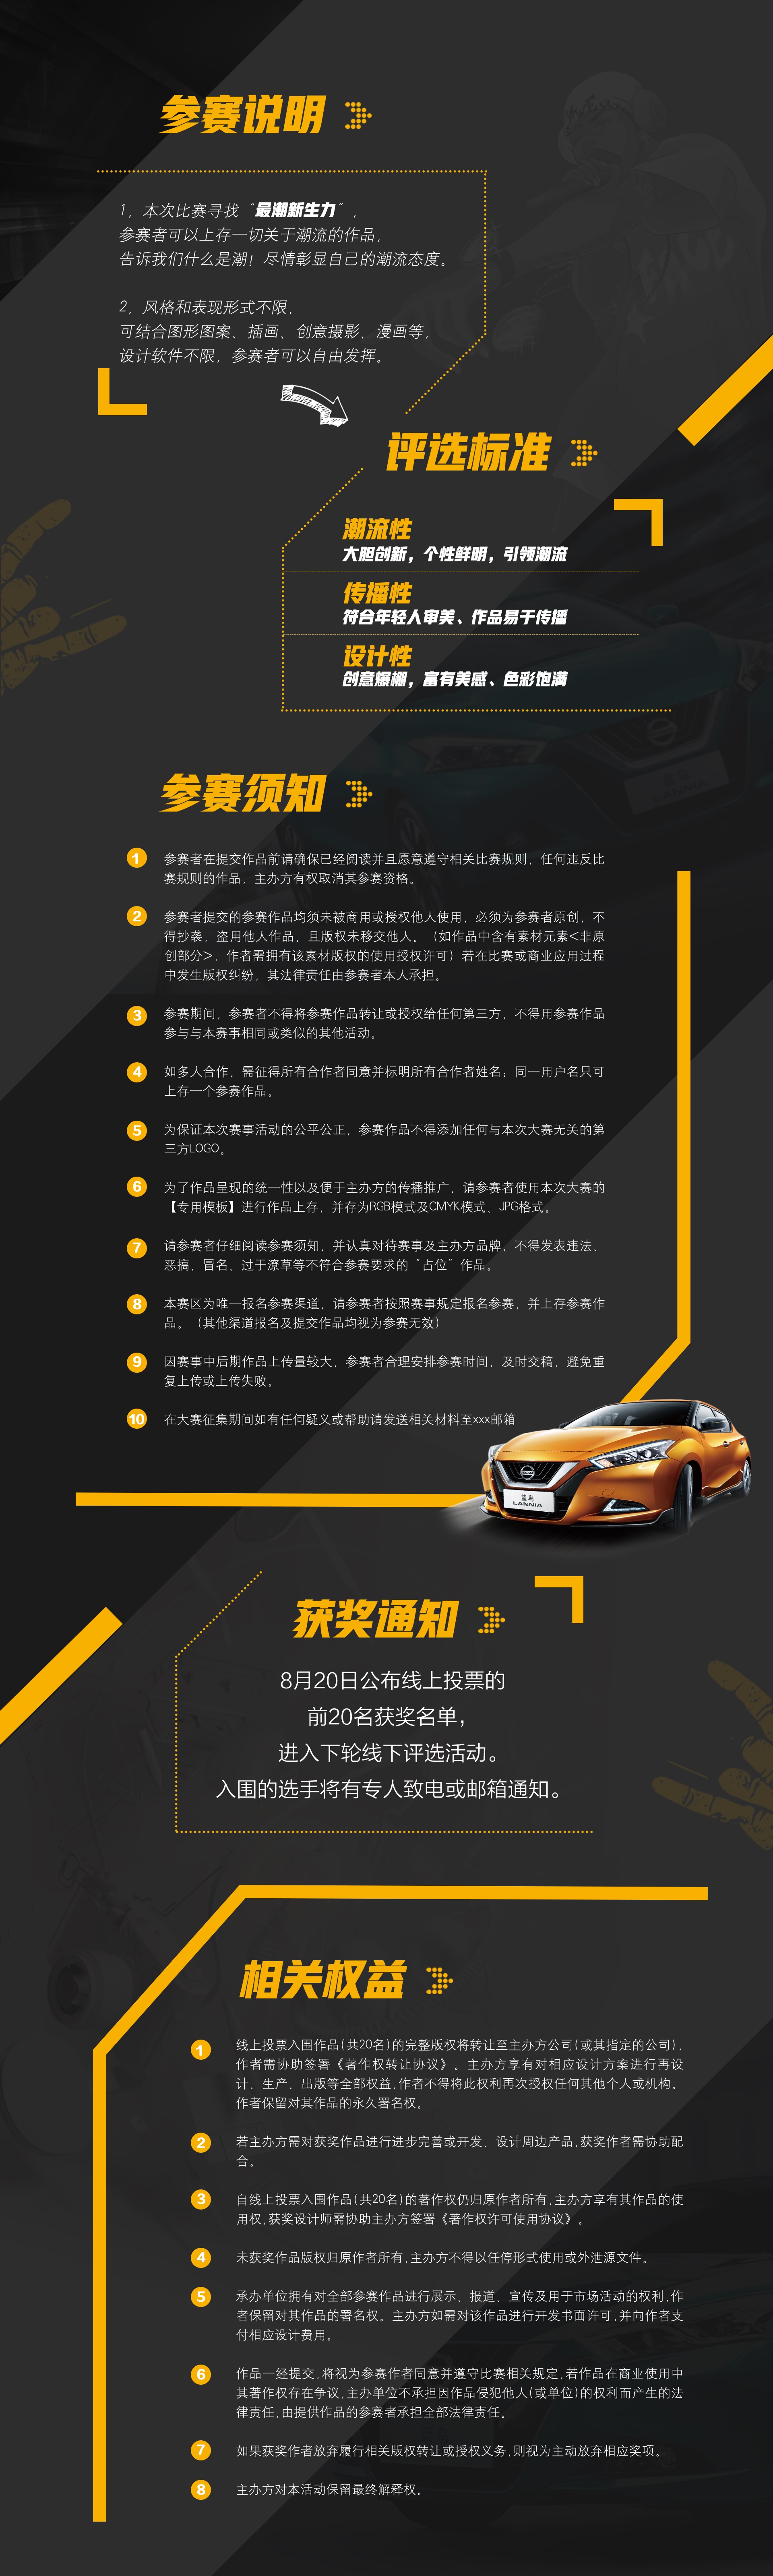 参赛说明
1，本次比赛寻找“最潮新生力”，
参赛者可以上存一切关于潮流的作品，
告诉我们什么是潮！尽情彰显自己的潮流态度。
2，风格和表现形式不限，
可结合图形图案、插画、创意摄影、漫画等，
设计软件不限，参赛者可以自由发挥。
评选标准
潮流性
大胆创新，个性鲜明，引领潮流
传播性
符合年轻人审美、作品易于传播
设计性
创意爆棚，富有美感、色彩饱满
参赛须知
1 参赛者在提交作品前请确保已经阅读并且愿意遵守相关比赛规则，任何违反比
赛规则的作品，主办方有权取消其参赛资格。
2 参赛者提交的参赛作品均须未被商用或授权他人使用，必须为参赛者原创，不
得抄袭，盗用他人作品，且版权未移交他人。（如作品中含有素材元素<非原
创部分>，作者需拥有该素材版权的使用授权许可）若在比赛或商业应用过程
中发生版权纠纷，其法律责任由参赛者本人承担。
3 参赛期间，参赛者不得将参赛作品转让或授权给任何第三方，不得用参赛作品
参与与本赛事相同或类似的其他活动。
4 如多人合作，需征得所有合作者同意并标明所有合作者姓名；同一用户名只可
上存一个参赛作品。
5 为保证本次赛事活动的公平公正，参赛作品不得添加任何与本次大赛无关的第
三方LOGO。
6 为了作品呈现的统一性以及便于主办方的传播推广，请参赛者使用本次大赛的
【专用模板】进行作品上存，并存为RGB模式及CMYK模式、JPG格式。
7 请参赛者仔细阅读参赛须知，并认真对待赛事及主办方品牌，不得发表违法、
恶搞、冒名、过于潦草等不符合参赛要求的“占位”作品。
8 本赛区为唯一报名参赛渠道，请参赛者按照赛事规定报名参赛，并上存参赛作
品。（其他渠道报名及提交作品均视为参赛无效）
9 因赛事中后期作品上传量较大，参赛者合理安排参赛时间，及时交稿，避免重
复上传或上传失败。
10 在大赛征集期间如有任何疑义或帮助请发送相关材料至xxx邮箱
NISSAN
蓝鸟
LANNIA
获奖通知
8月20日公布线上投票的
前20名获奖名单，
进入下轮线下评选活动。
入围的选手将有专人致电或邮箱通知。
相关权益
1 线上投票入围作品(共20名)的完整版权将转让至主办方公司(或其指定的公司)，
作者需协助签署《著作权转让协议》。主办方享有对相应设计方案进行再设
计、生产、出版等全部权益,作者不得将此权利再次授权任何其他个人或机构。
作者保留对其作品的永久署名权。
2 若主办方需对获奖作品进行进步完善或开发、设计周边产品,获奖作者需协助配
合。
3 自线上投票入围作品(共20名)的著作权仍归原作者所有,主办方享有其作品的使
用权,获奖设计师需协助主办方签署《著作权许可使用协议》。
4 未获奖作品版权归原作者所有,主办方不得以任停形式使用或外泄源文件。
5 承办单位拥有对全部参赛作品进行展示、报道、宣传及用于市场活动的权利,作
者保留对其作品的署名权。主办方如需对该作品进行开发书面许可,并向作者支
付相应设计费用。
6 作品一经提交,将视为参赛作者同意并遵守比赛相关规定,若作品在商业使用中
其著作权存在争议,主办单位不承担因作品侵犯他人(或单位)的权利而产生的法
律责任,由提供作品的参赛者承担全部法律责任。
7 如果获奖作者放弃履行相关版权转让或授权义务,则视为主动放弃相应奖项。
8 主办方对本活动保留最终解释权。